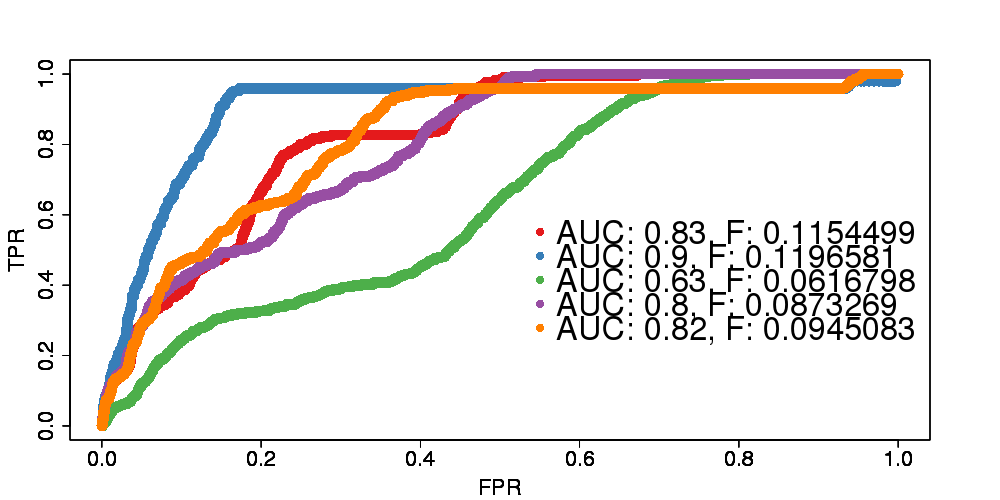 1.0
0.8
0.6
0.4
0.2
0.0
TPR
AUC: 0.83, F: 0.1154499
AUC: 0.9, F: 0.1196581
AUC: 0.63, F: 0.0616798
AUC: 0.8, F: 0.0873269
AUC: 0.82, F: 0.0945083
0.0 0.2 0.4 0.6 0.8 1.0
FPR